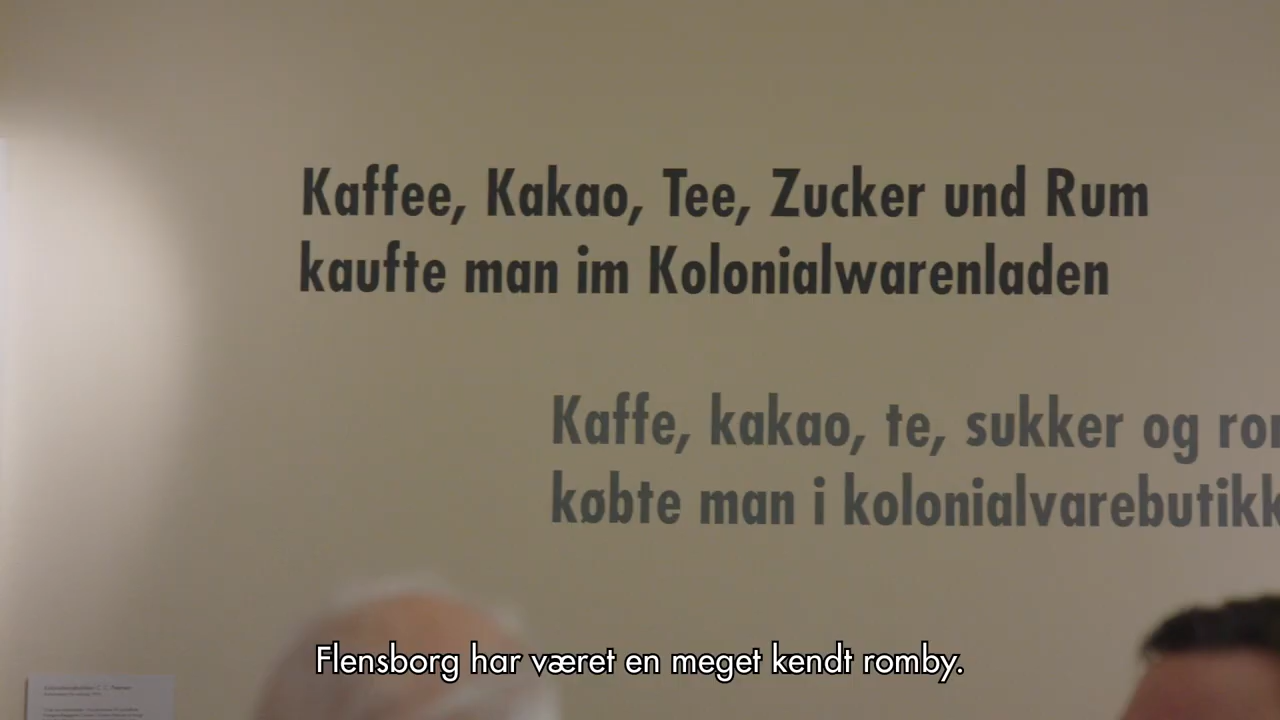 Kaffee, Kakao, Tee, Zucker und Rum
kaufte man im Kolonialwarenladen
Kaffe, kakao, te, sukker og
købte man i
Flensborg har været en meget kendt romby.